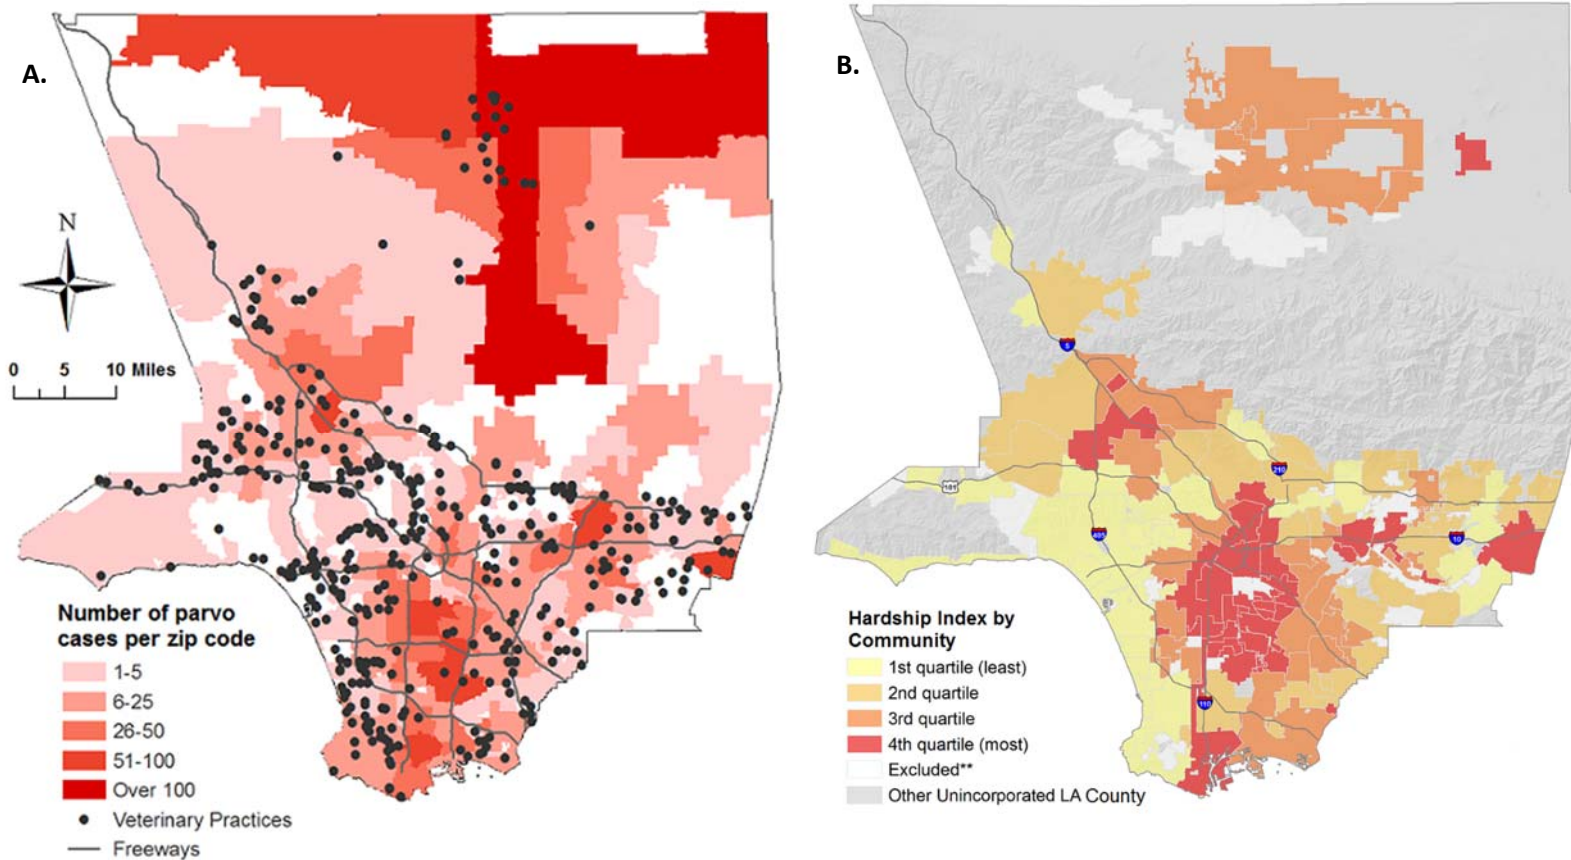 A.
N
0 5 10 Miles
Number of parvo
cases per zip code
1-5
6-25
26-50
51-100
Over 100
Veterinary Practices
Freeways
B.
5
210
101
405
10
110
Hardship Index by
Community
1st quartile (least)
2nd quartile
3rd quartile
4th quartile (most)
Excluded**
Other Unincorporated LA County